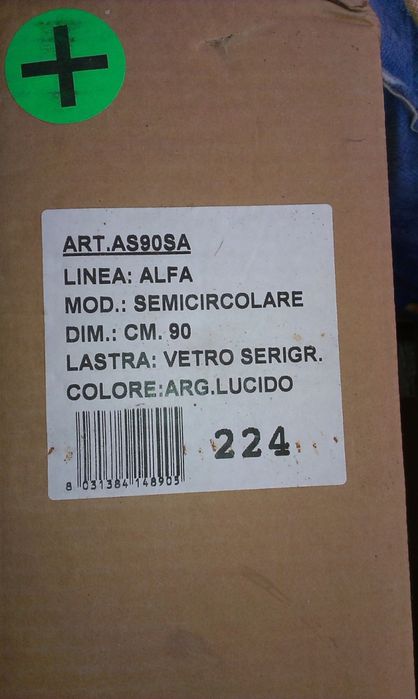 ART.AS90SA
LINEA: ALFA
MOD.: SEMICIRCOLARE
DIM.: CM. 90
LASTRA: VETRO SERIGR.
COLORE:ARG.LUCIDO
224
8 031384 148905